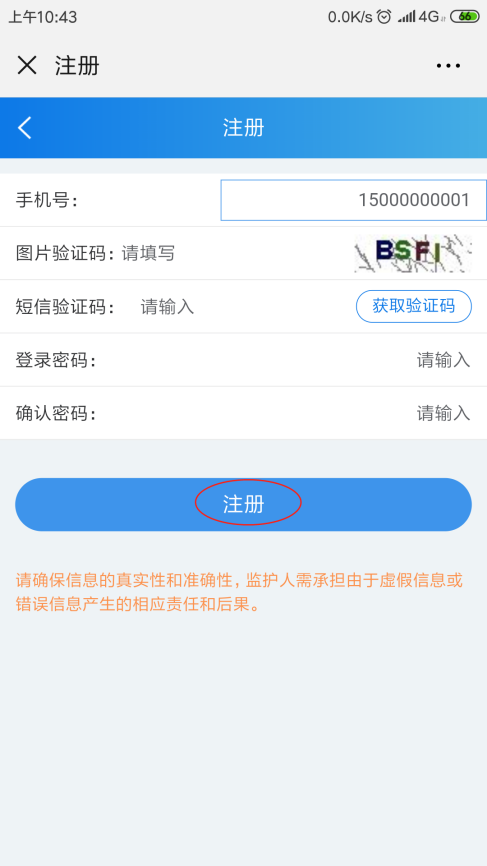 上午10:43
0.0K/s 4G 66
注册
注册
手机号： 15000000001
图片验证码：请填写 BSFI
短信验证码： 请输入 获取验证码
登录密码： 请输入
确认密码： 请输入
注册
请确保信息的真实性和准确性，监护人需承担由于虚假信息或
错误信息产生的相应责任和后果。